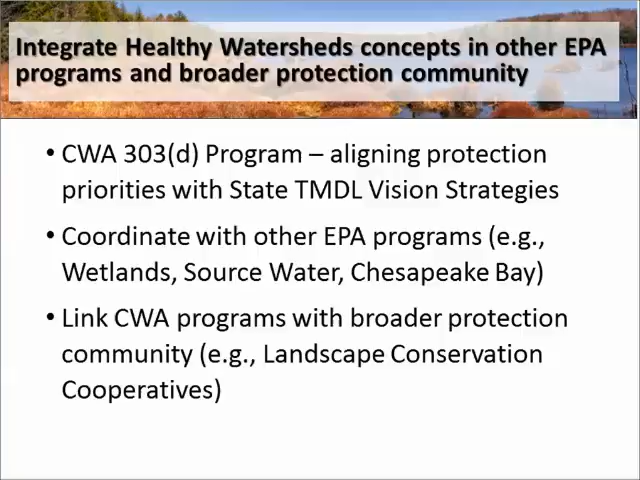 Integrate Healthy Watersheds concepts in other EPA
programs and broader protection community
• CWA 303(d) Program – aligning protection
priorities with State TMDL Vision Strategies
• Coordinate with other EPA programs (e.g.,
Wetlands, Source Water, Chesapeake Bay)
• Link CWA programs with broader protection
community (e.g., Landscape Conservation
Cooperatives)